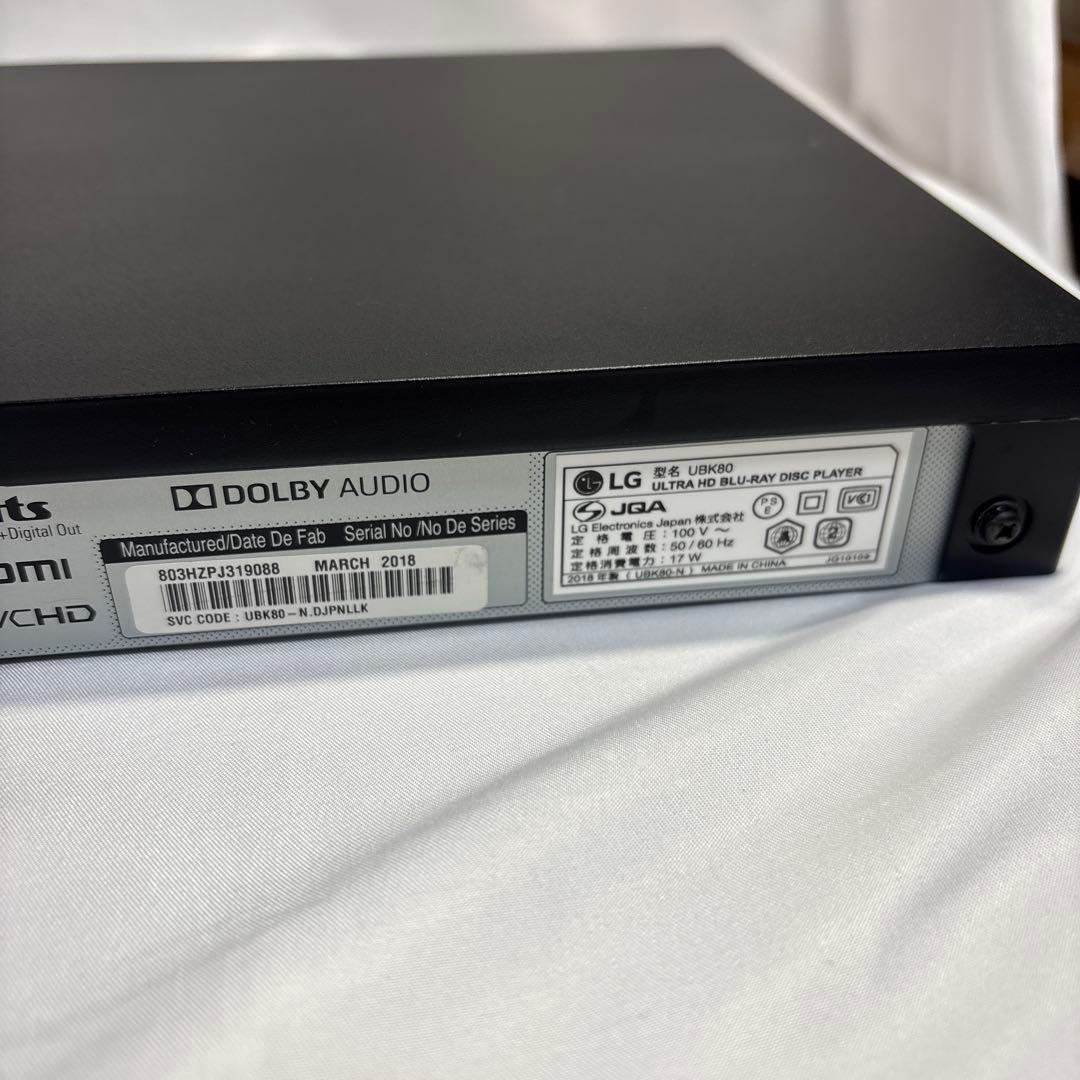 ts
+Digital Out
DOLBY AUDIO
Manufactured/Date De Fab Serial No /No De Series
803HZPJ319088 MARCH 2018
SVC CODE : UBK80-N.DJPNLLK
LG 型名 UBK80
ULTRA HD BLU-RAY DISC PLAYER
JQA
LG Electronics Japan 株式会社
定格電圧 : 100 V ～
定格周波数 : 50 / 60 Hz
定格消費電力 : 17 W
2018 年製 ( UBK80-N ) MADE IN CHINA
PS
E
VCCI